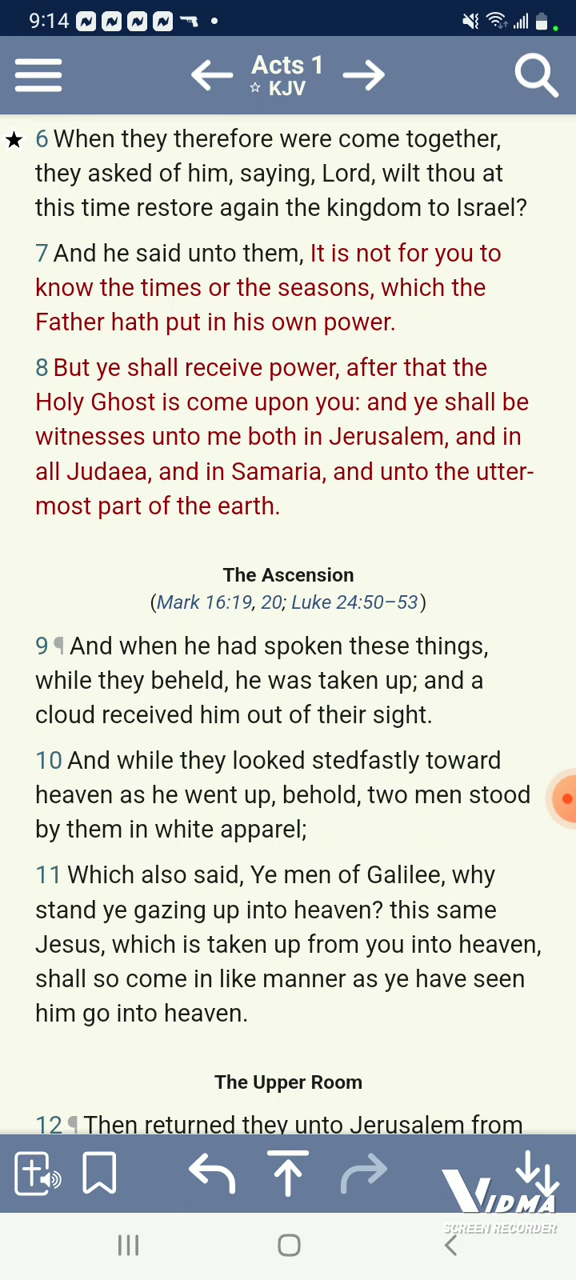 9:14
Acts 1
☆ KJV
★ 6 When they therefore were come together,
they asked of him, saying, Lord, wilt thou at
this time restore again the kingdom to Israel?
7 And he said unto them, It is not for you to
know the times or the seasons, which the
Father hath put in his own power.
8 But ye shall receive power, after that the
Holy Ghost is come upon you: and ye shall be
witnesses unto me both in Jerusalem, and in
all Judaea, and in Samaria, and unto the utter-
most part of the earth.
The Ascension
(Mark 16:19, 20; Luke 24:50–53)
9 ¶ And when he had spoken these things,
while they beheld, he was taken up; and a
cloud received him out of their sight.
10 And while they looked stedfastly toward
heaven as he went up, behold, two men stood
by them in white apparel;
11 Which also said, Ye men of Galilee, why
stand ye gazing up into heaven? this same
Jesus, which is taken up from you into heaven,
shall so come in like manner as ye have seen
him go into heaven.
The Upper Room
12 ¶ Then returned they unto Jerusalem from
VIDMA
SCREEN RECORDER